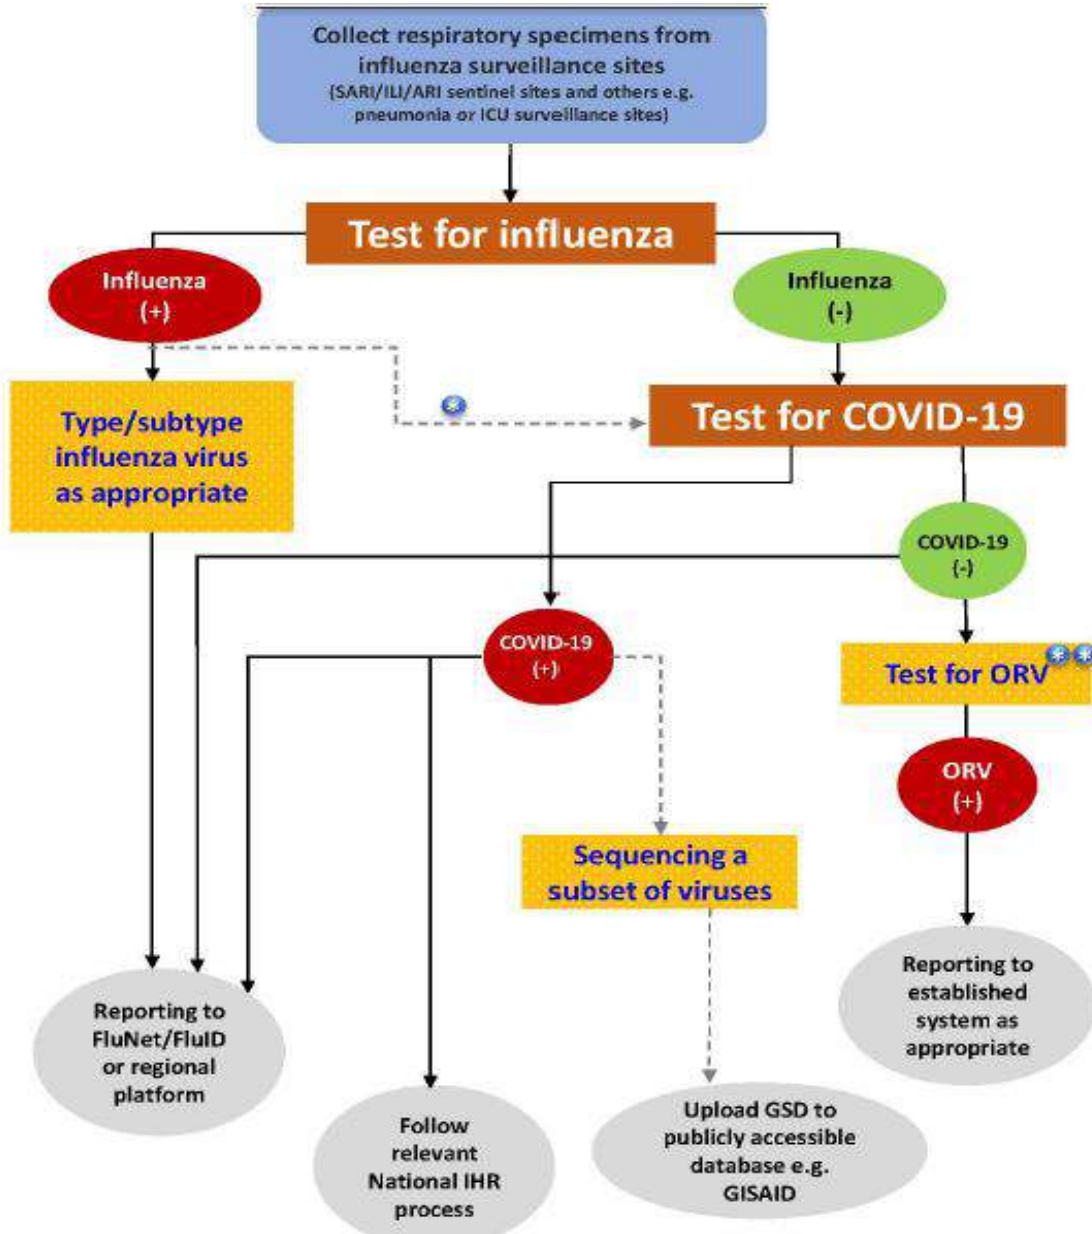 Collect respiratory specimens from
influenza surveillance sites
(SARI/ILI/ARI sentinel sites and others e.g.
pneumonia or ICU surveillance sites)
Test for influenza
Influenza
(+)
Influenza
(-)
Type/subtype
influenza virus
as appropriate
*
Test for COVID-19
COVID-19
(-)
COVID-19
(+)
Test for ORV**
ORV
(+)
Sequencing a
subset of viruses
Reporting to
FluNet/FluID
or regional
platform
Reporting to
established
system as
appropriate
Follow
relevant
National IHR
process
Upload GSD to
publicly accessible
database e.g.
GISAID